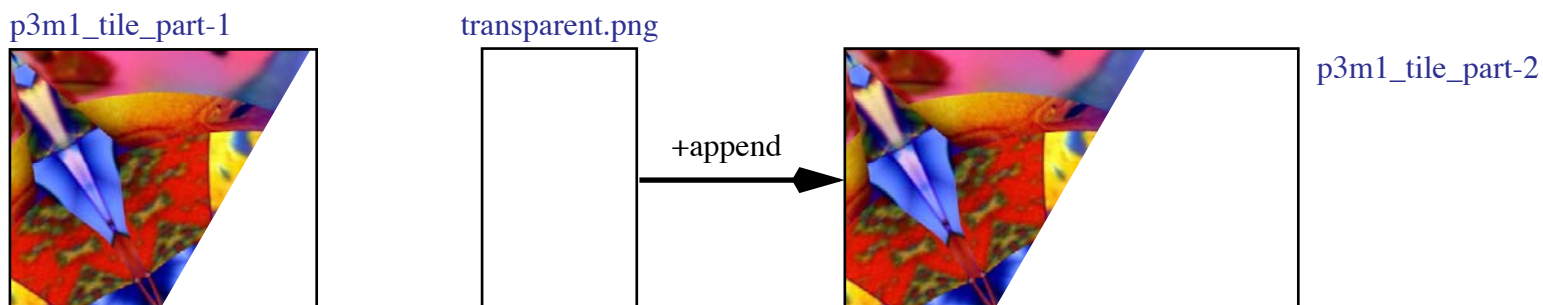 p3m1_tile_part-1
transparent.png
p3m1_tile_part-2
+append